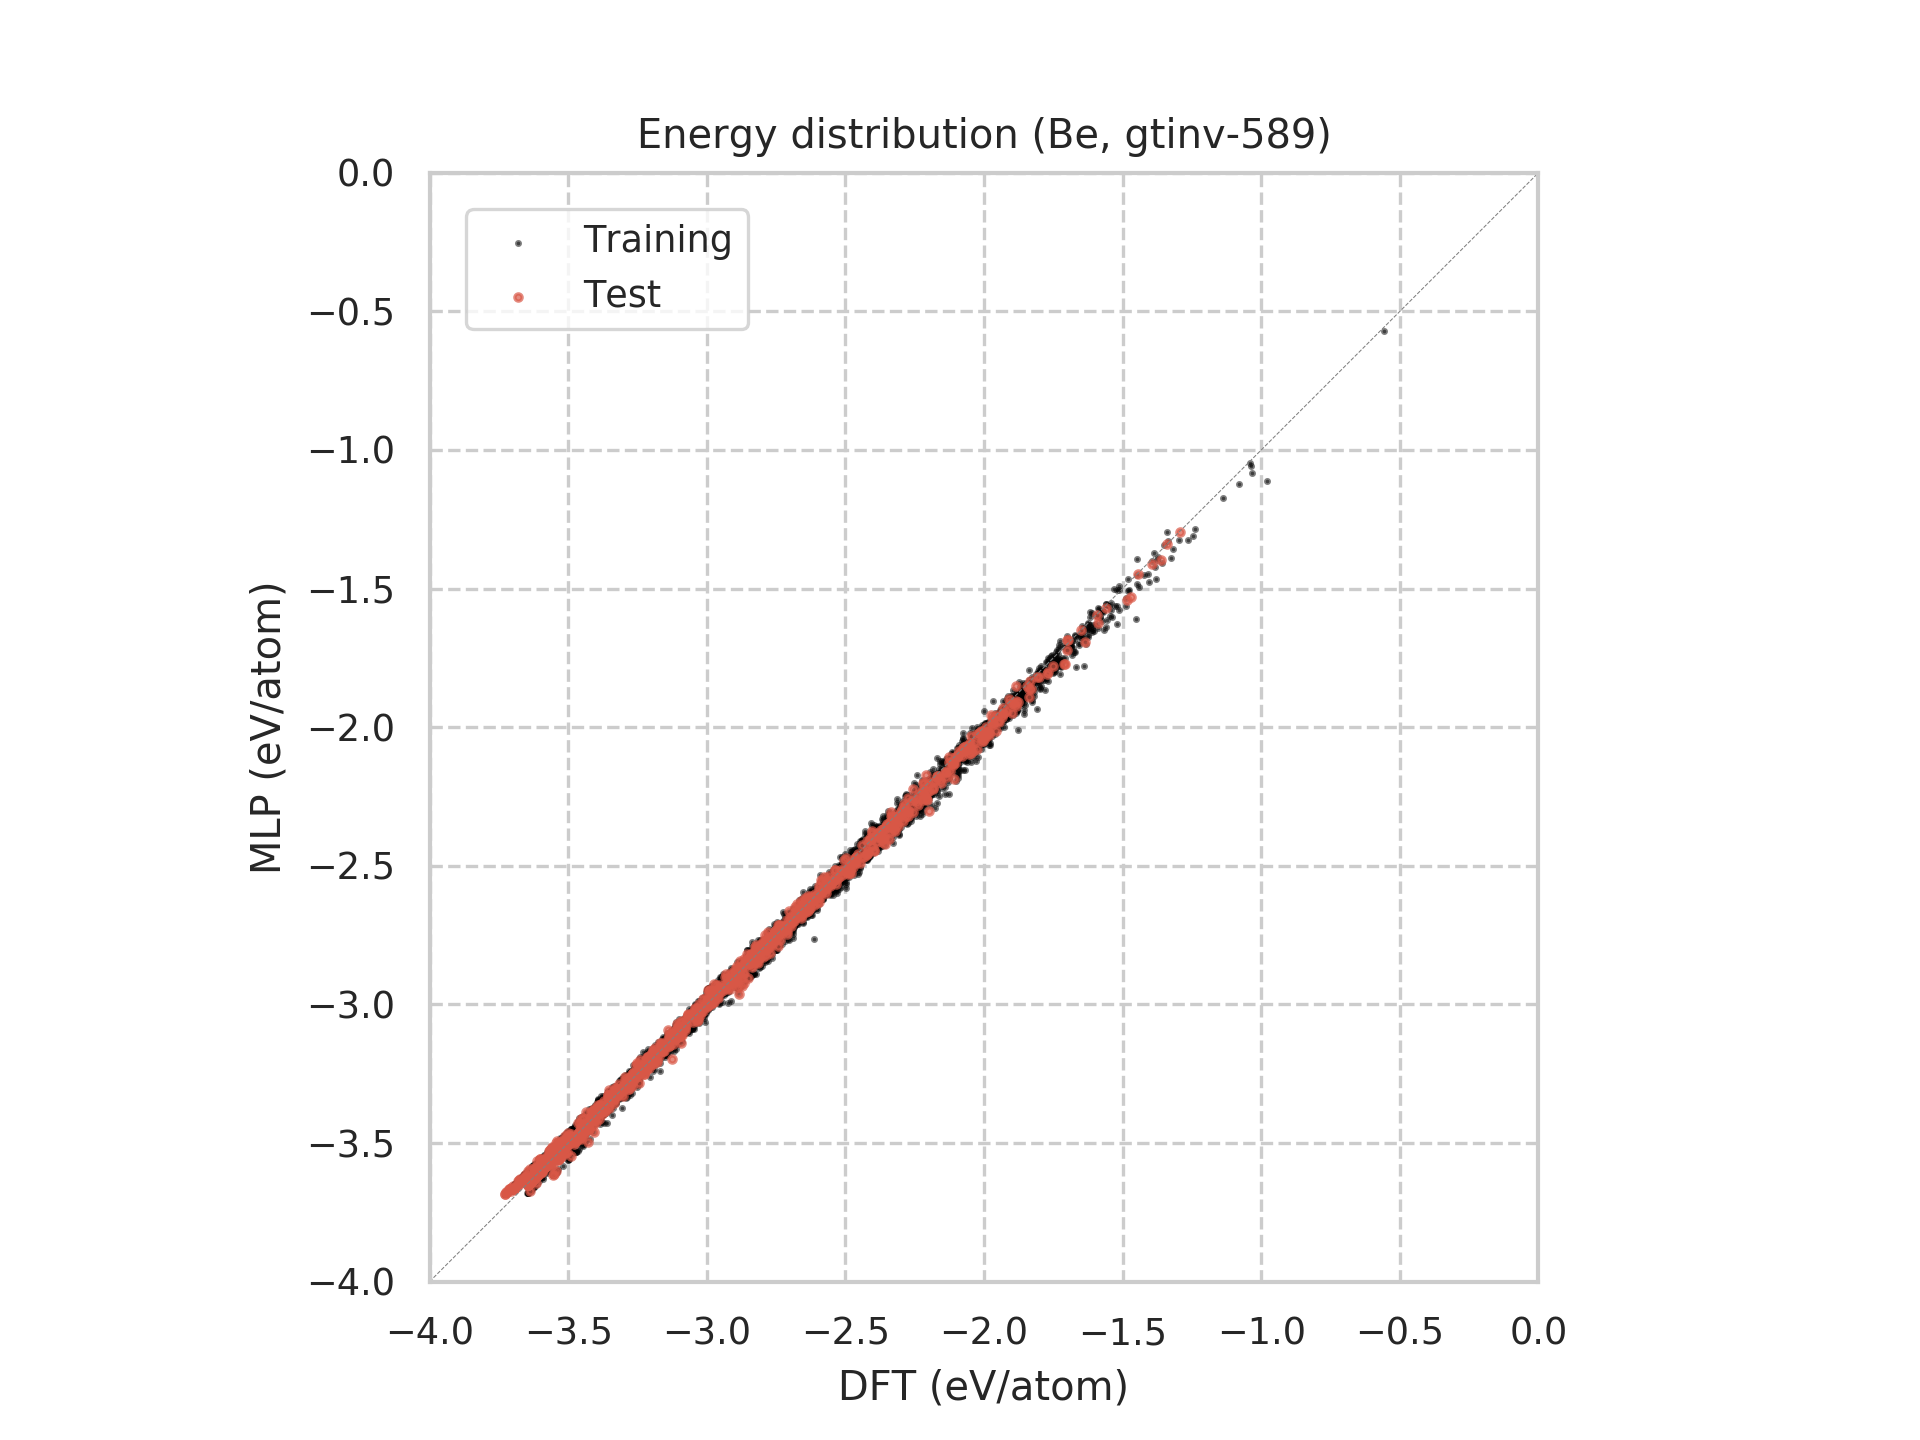 Energy distribution (Be, gtinv-589)
0.0
−0.5
−1.0
−1.5
−2.0
−2.5
−3.0
−3.5
−4.0
Training
Test
MLP (eV/atom)
−4.0 −3.5 −3.0 −2.5 −2.0 −1.5 −1.0 −0.5 0.0
DFT (eV/atom)